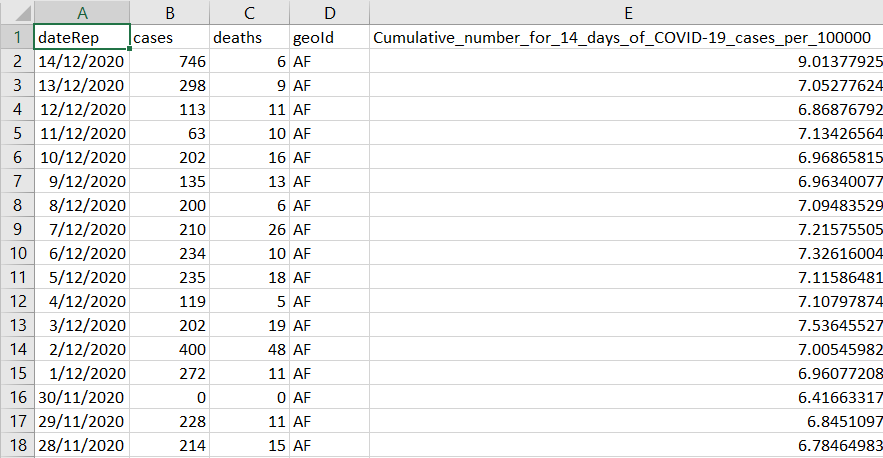 A B C D E
1 dateRep cases deaths geoId Cumulative_number_for_14_days_of_COVID-19_cases_per_100000
2 14/12/2020 746 6 AF 9.01377925
3 13/12/2020 298 9 AF 7.05277624
4 12/12/2020 113 11 AF 6.86876792
5 11/12/2020 63 10 AF 7.13426564
6 10/12/2020 202 16 AF 6.96865815
7 9/12/2020 135 13 AF 6.96340077
8 8/12/2020 200 6 AF 7.09483529
9 7/12/2020 210 26 AF 7.21575505
10 6/12/2020 234 10 AF 7.32616004
11 5/12/2020 235 18 AF 7.11586481
12 4/12/2020 119 5 AF 7.10797874
13 3/12/2020 202 19 AF 7.53645527
14 2/12/2020 400 48 AF 7.00545982
15 1/12/2020 272 11 AF 6.96077208
16 30/11/2020 0 0 AF 6.41663317
17 29/11/2020 228 11 AF 6.8451097
18 28/11/2020 214 15 AF 6.78464983